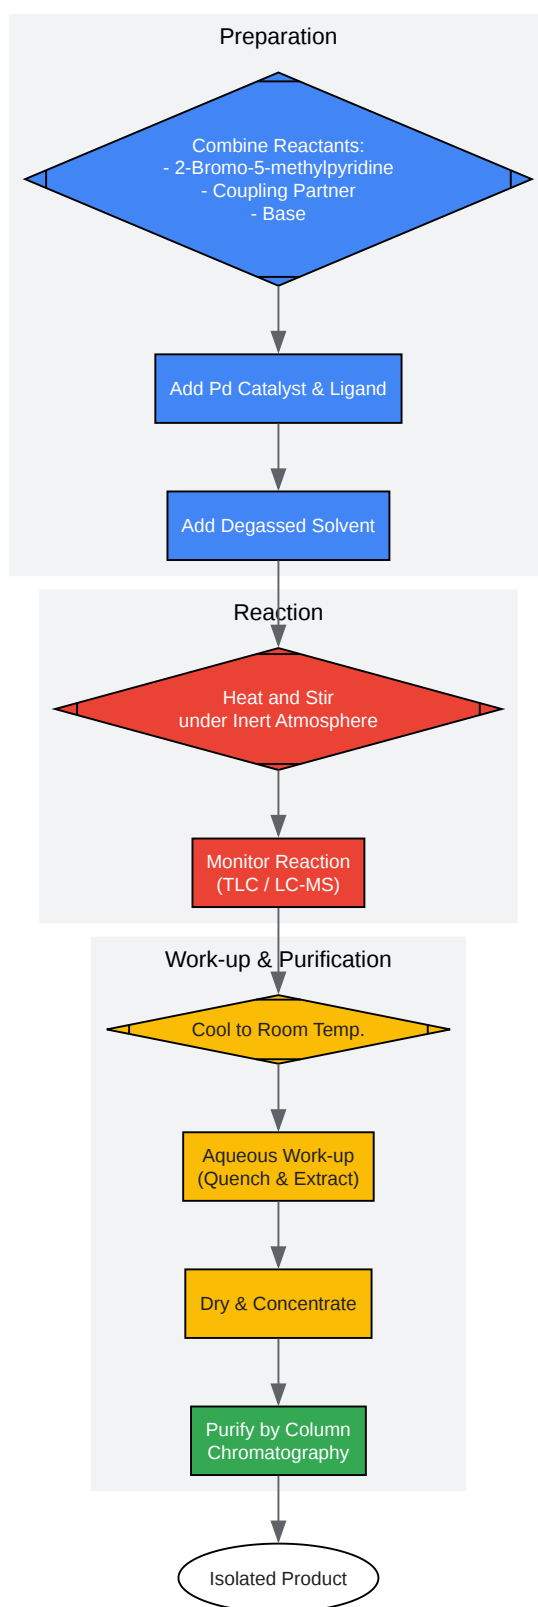 Preparation
Combine Reactants:
- 2-Bromo-5-methylpyridine
- Coupling Partner
- Base
Add Pd Catalyst & Ligand
Add Degassed Solvent
Reaction
Heat and Stir
under Inert Atmosphere
Monitor Reaction
(TLC / LC-MS)
Work-up & Purification
Cool to Room Temp.
Aqueous Work-up
(Quench & Extract)
Dry & Concentrate
Purify by Column
Chromatography
Isolated Product